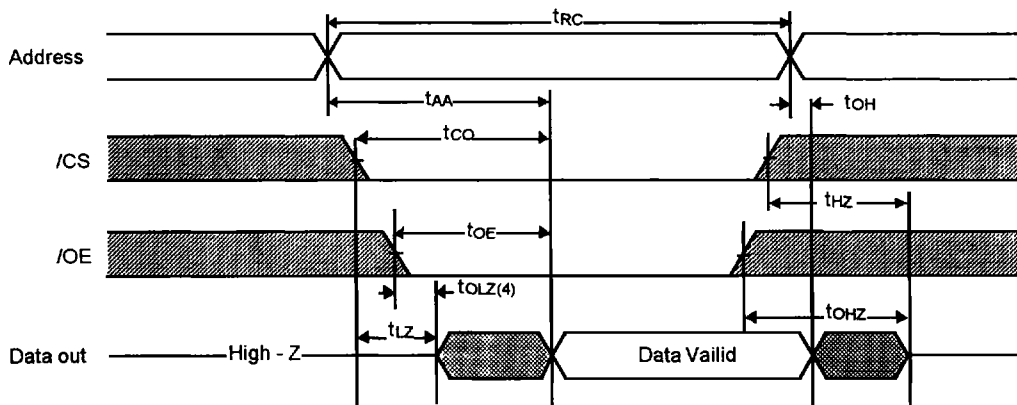 tRC
Address
tAA
tOH
tCO
/CS
tHZ
tOE
/OE
tOLZ(4)
tOHZ
tLZ
Data out
High - Z
Data Vailid